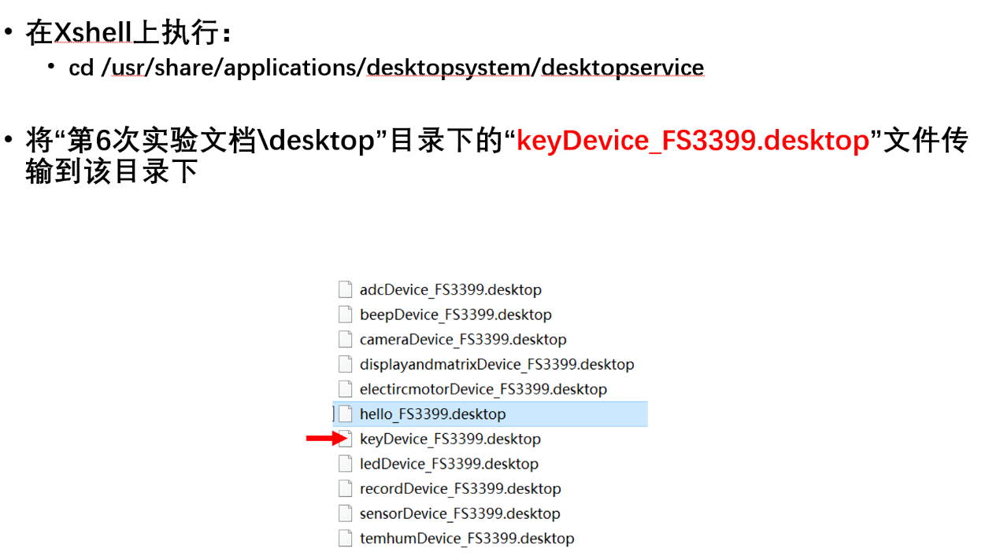 • 在Xshell上执行：
• cd /usr/share/applications/desktopsystem/desktopservice
• 将“第6次实验文档\desktop”目录下的“keyDevice_FS3399.desktop”文件传
输到该目录下
adcDevice_FS3399.desktop
beepDevice_FS3399.desktop
cameraDevice_FS3399.desktop
displayandmatrixDevice_FS3399.desktop
electircmotorDevice_FS3399.desktop
hello_FS3399.desktop
keyDevice_FS3399.desktop
ledDevice_FS3399.desktop
recordDevice_FS3399.desktop
sensorDevice_FS3399.desktop
temhumDevice_FS3399.desktop